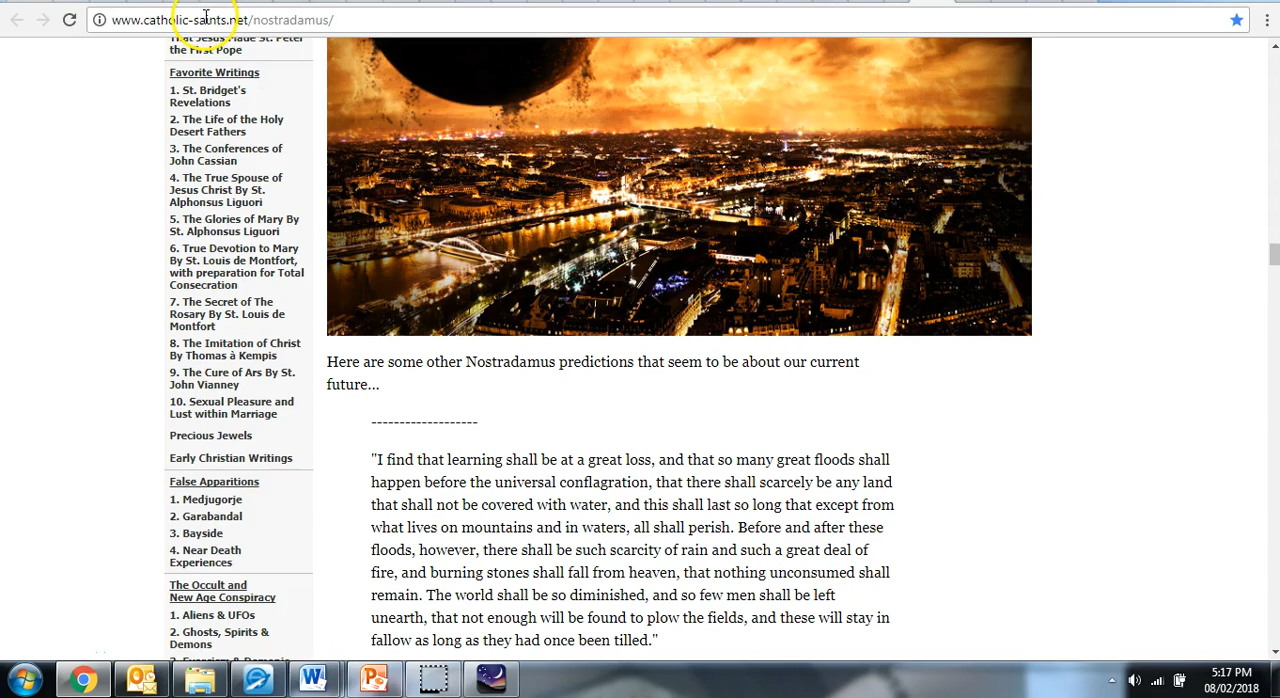 www.catholic-saints.net/nostradamus/
That Jesus Made St. Peter
the First Pope
Favorite Writings
1. St. Bridget's
Revelations
2. The Life of the Holy
Desert Fathers
3. The Conferences of
John Cassian
4. The True Spouse of
Jesus Christ By St.
Alphonsus Liguori
5. The Glories of Mary By
St. Alphonsus Liguori
6. True Devotion to Mary
By St. Louis de Montfort,
with preparation for Total
Consecration
7. The Secret of The
Rosary By St. Louis de
Montfort
8. The Imitation of Christ
By Thomas à Kempis
9. The Cure of Ars By St.
John Vianney
10. Sexual Pleasure and
Lust within Marriage
Precious Jewels
Early Christian Writings
False Apparitions
1. Medjugorje
2. Garabandal
3. Bayside
4. Near Death
Experiences
The Occult and
New Age Conspiracy
1. Aliens & UFOs
2. Ghosts, Spirits &
Demons
Here are some other Nostradamus predictions that seem to be about our current
future...
-------------------
"I find that learning shall be at a great loss, and that so many great floods shall
happen before the universal conflagration, that there shall scarcely be any land
that shall not be covered with water, and this shall last so long that except from
what lives on mountains and in waters, all shall perish. Before and after these
floods, however, there shall be such scarcity of rain and such a great deal of
fire, and burning stones shall fall from heaven, that nothing unconsumed shall
remain. The world shall be so diminished, and so few men shall be left
unearth, that not enough will be found to plow the fields, and these will stay in
fallow as long as they had once been tilled."
5:17 PM
08/02/2018